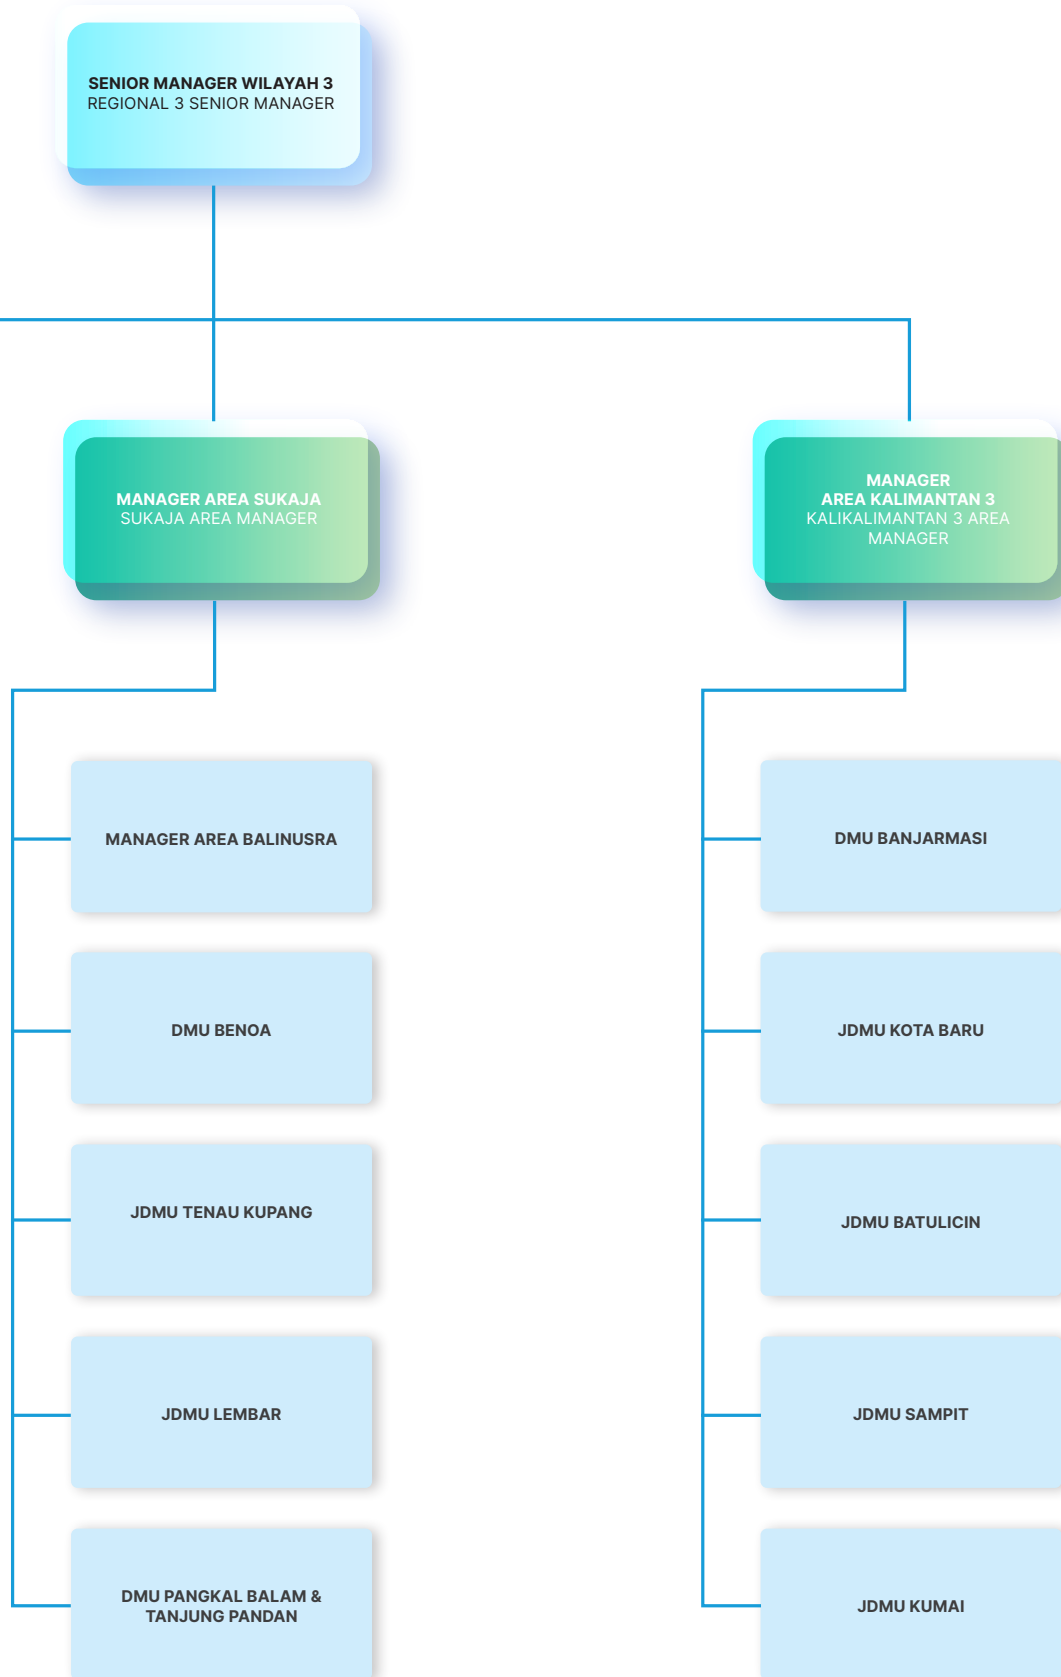 SENIOR MANAGER WILAYAH 3
REGIONAL 3 SENIOR MANAGER
MANAGER AREA SUKAJA
SUKAJA AREA MANAGER
MANAGER
AREA KALIMANTAN 3
KALIKALIMANTAN 3 AREA
MANAGER
MANAGER AREA BALINUSRA
DMU BENOA
JDMU TENAU KUPANG
JDMU LEMBAR
DMU PANGKAL BALAM &
TANJUNG PANDAN
DMU BANJARMASI
JDMU KOTA BARU
JDMU BATULICIN
JDMU SAMPIT
JDMU KUMAI